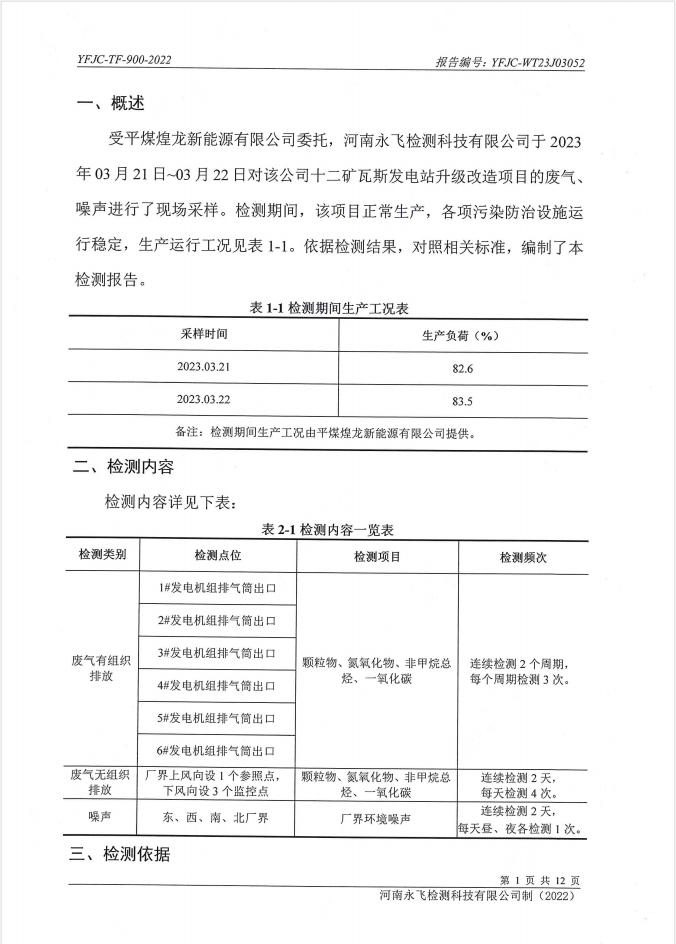 YFJC-TF-900-2022 报告编号：YFJC-WT23J03052
一、概述
受平煤煌龙新能源有限公司委托，河南永飞检测科技有限公司于 2023
年 03 月 21 日~03 月 22 日对该公司十二矿瓦斯发电站升级改造项目的废气、
噪声进行了现场采样。检测期间，该项目正常生产，各项污染防治设施运
行稳定，生产运行工况见表 1-1。依据检测结果，对照相关标准，编制了本
检测报告。
表 1-1 检测期间生产工况表
采样时间 生产负荷（%）
2023.03.21 82.6
2023.03.22 83.5
备注：检测期间生产工况由平煤煌龙新能源有限公司提供。
二、检测内容
检测内容详见下表：
表 2-1 检测内容一览表
检测类别 检测点位 检测项目 检测频次
废气有组织
排放
1#发电机组排气筒出口
2#发电机组排气筒出口
3#发电机组排气筒出口
4#发电机组排气筒出口
5#发电机组排气筒出口
6#发电机组排气筒出口
颗粒物、氮氧化物、非甲烷总
烃、一氧化碳
连续检测 2 个周期，
每个周期检测 3 次。
废气无组织
排放
厂界上风向设 1 个参照点，
下风向设 3 个监控点
颗粒物、氮氧化物、非甲烷总
烃、一氧化碳
连续检测 2 天，
每天检测 4 次。
噪声
东、西、南、北厂界
厂界环境噪声
连续检测 2 天，
每天昼、夜各检测 1 次。
三、检测依据
第 1 页 共 12 页
河南永飞检测科技有限公司制（2022）